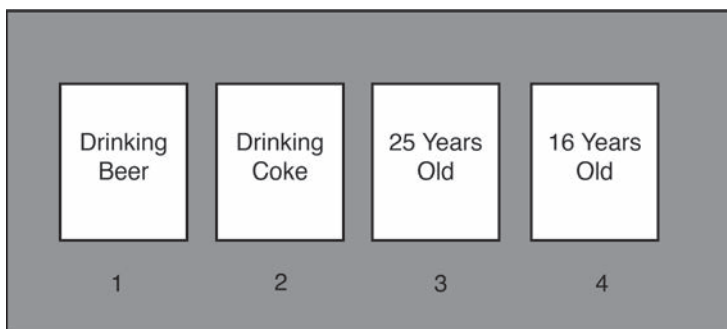 Drinking
Beer
Drinking
Coke
25 Years
Old
16 Years
Old
1
2
3
4